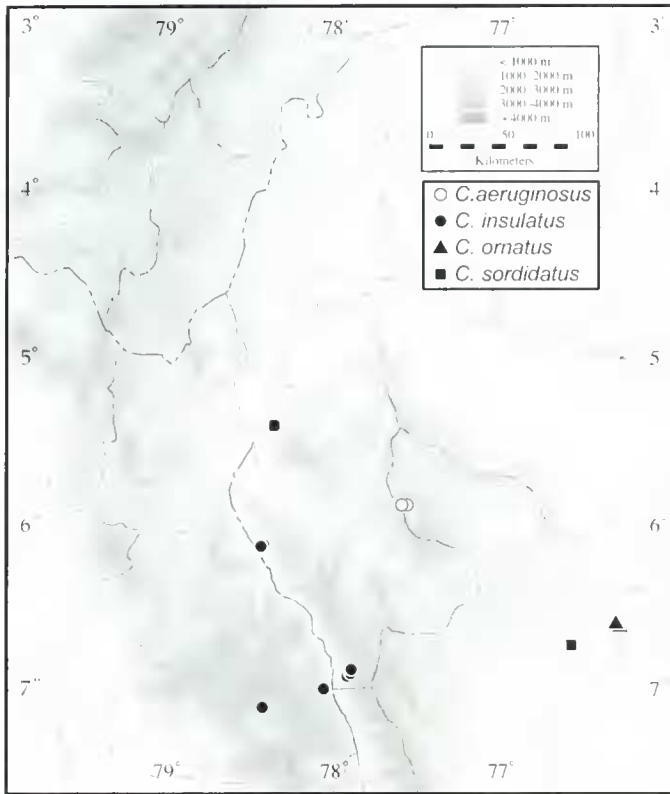 3° 79° 78° 77° 3°
< 1000 m
1000-2000 m
2000-3000 m
3000-4000 m
> 4000 m
0 50 100
Kilometers
C.aeruginosus
C. insulatus
C. ornatus
C. sordidatus
4°
5° 5
6° 6
7° 7
79° 78° 77°